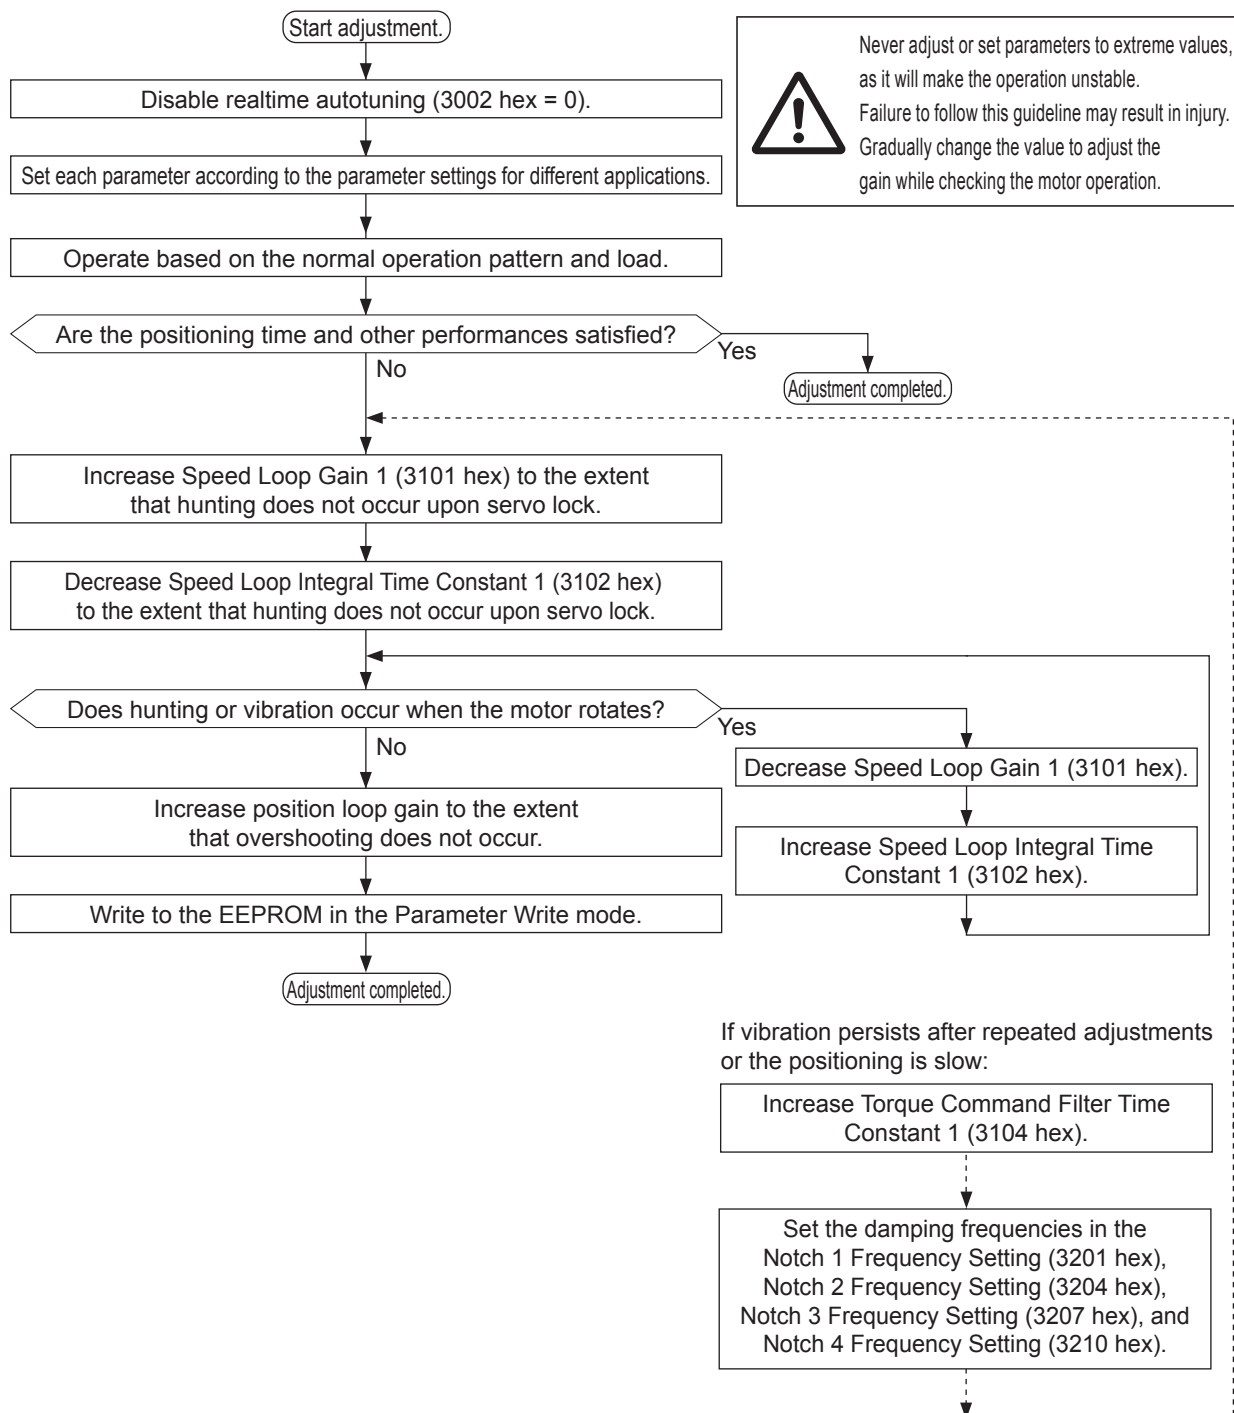 Start adjustment.
Never adjust or set parameters to extreme values,
as it will make the operation unstable.
Failure to follow this guideline may result in injury.
Gradually change the value to adjust the
gain while checking the motor operation.
Disable realtime autotuning (3002 hex = 0).
Set each parameter according to the parameter settings for different applications.
Operate based on the normal operation pattern and load.
Are the positioning time and other performances satisfied?
Yes
No
Adjustment completed.
Increase Speed Loop Gain 1 (3101 hex) to the extent
that hunting does not occur upon servo lock.
Decrease Speed Loop Integral Time Constant 1 (3102 hex)
to the extent that hunting does not occur upon servo lock.
Does hunting or vibration occur when the motor rotates?
Yes
No
Decrease Speed Loop Gain 1 (3101 hex).
Increase Speed Loop Integral Time
Constant 1 (3102 hex).
Increase position loop gain to the extent
that overshooting does not occur.
Write to the EEPROM in the Parameter Write mode.
Adjustment completed.
If vibration persists after repeated adjustments
or the positioning is slow:
Increase Torque Command Filter Time
Constant 1 (3104 hex).
Set the damping frequencies in the
Notch 1 Frequency Setting (3201 hex),
Notch 2 Frequency Setting (3204 hex),
Notch 3 Frequency Setting (3207 hex), and
Notch 4 Frequency Setting (3210 hex).